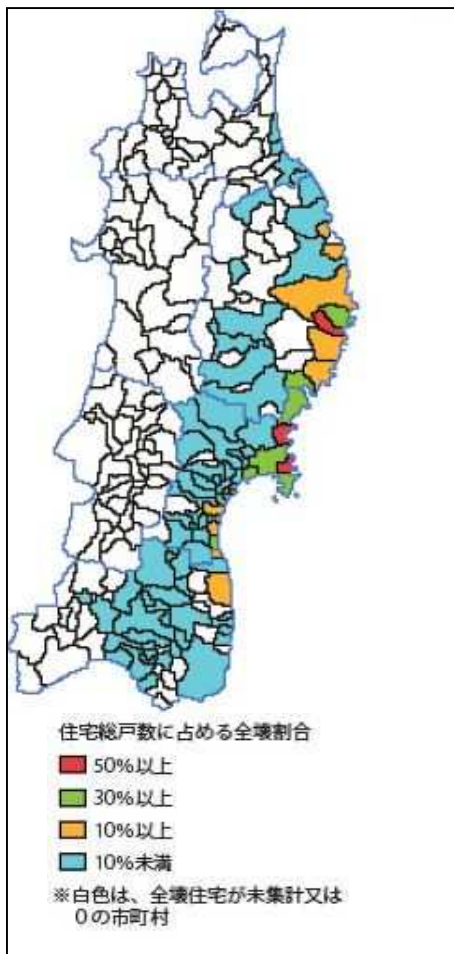 住宅総戸数に占める全壊割合
50%以上
30%以上
10%以上
10%未満
※白色は、全壊住宅が未集計又は
0の市町村